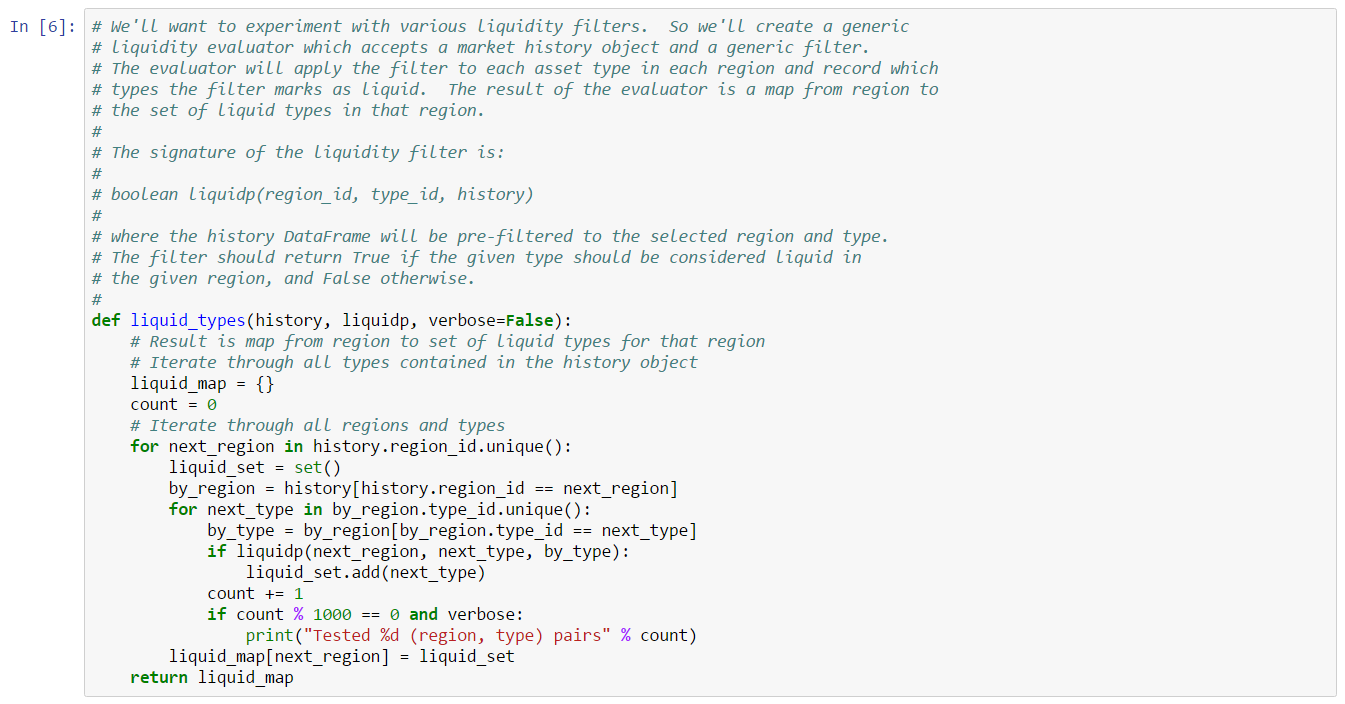 In [6]: # We'll want to experiment with various liquidity filters.  So we'll create a generic
# liquidity evaluator which accepts a market history object and a generic filter.
# The evaluator will apply the filter to each asset type in each region and record which
# types the filter marks as liquid.  The result of the evaluator is a map from region to
# the set of liquid types in that region.
#
# The signature of the liquidity filter is:
#
# boolean liquidp(region_id, type_id, history)
#
# where the history DataFrame will be pre-filtered to the selected region and type.
# The filter should return True if the given type should be considered liquid in
# the given region, and False otherwise.
#
def liquid_types(history, liquidp, verbose=False):
    # Result is map from region to set of liquid types for that region
    # Iterate through all types contained in the history object
    liquid_map = {}
    count = 0
    # Iterate through all regions and types
    for next_region in history.region_id.unique():
        liquid_set = set()
        by_region = history[history.region_id == next_region]
        for next_type in by_region.type_id.unique():
            by_type = by_region[by_region.type_id == next_type]
            if liquidp(next_region, next_type, by_type):
                liquid_set.add(next_type)
            count += 1
            if count % 1000 == 0 and verbose:
                print("Tested %d (region, type) pairs" % count)
        liquid_map[next_region] = liquid_set
    return liquid_map